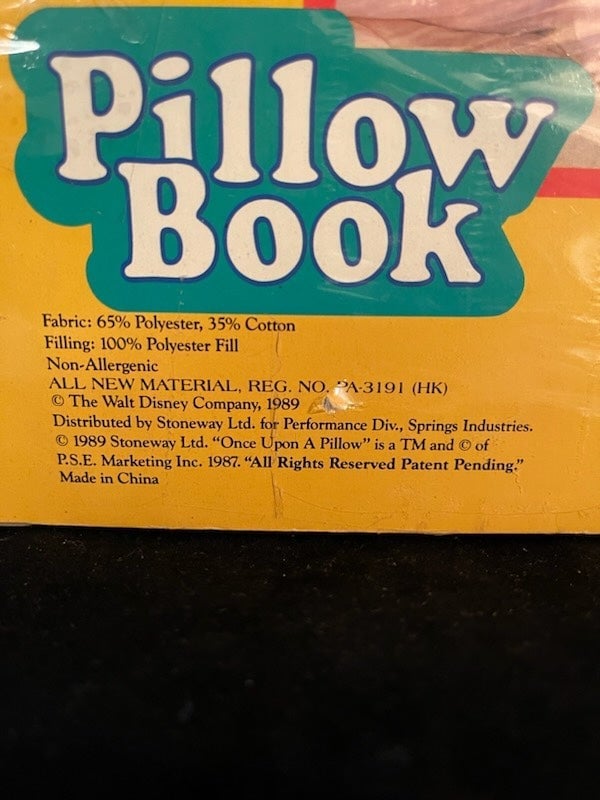 Pillow
Book
Fabric: 65% Polyester, 35% Cotton
Filling: 100% Polyester Fill
Non-Allergenic
ALL NEW MATERIAL, REG. NO. PA-3191 (HK)
© The Walt Disney Company, 1989
Distributed by Stoneway Ltd. for Performance Div., Springs Industries.
© 1989 Stoneway Ltd. “Once Upon A Pillow” is a TM and © of
P.S.E. Marketing Inc. 1987. “All Rights Reserved Patent Pending.”
Made in China